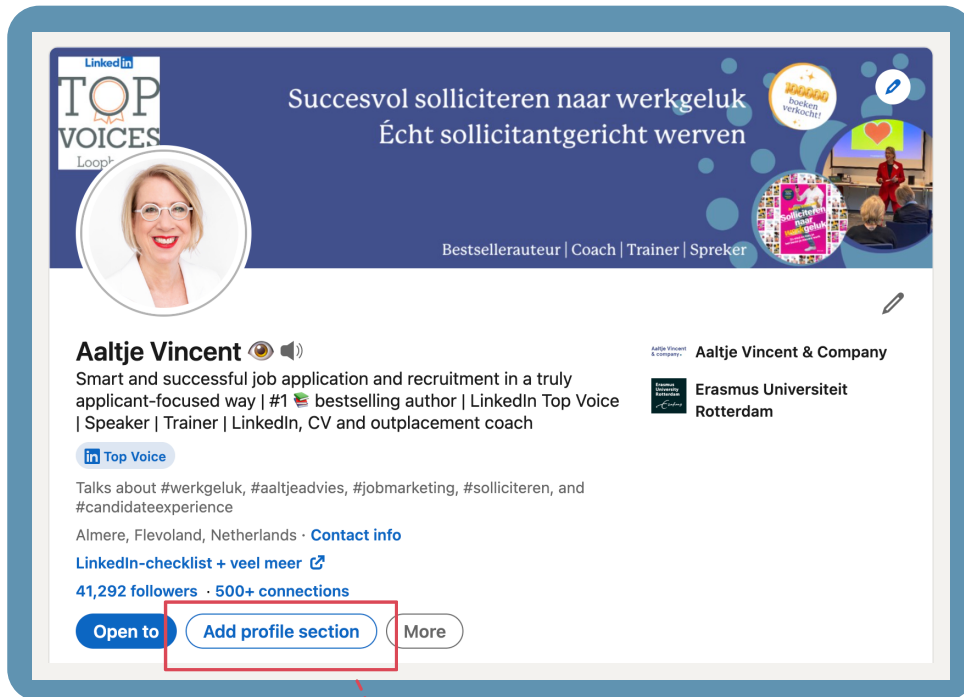 Linked in
TOP
VOICES
Succesvol solliciteren naar werkgeluk
Écht sollicitantgericht werven
100000
boeken
verkocht!
Solliciteren
naar
werkgeluk
Bestsellerauteur | Coach | Trainer | Spreker
Aaltje Vincent
Smart and successful job application and recruitment in a truly
applicant-focused way | #1 📚 bestselling author | LinkedIn Top Voice
| Speaker | Trainer | LinkedIn, CV and outplacement coach
in Top Voice
Talks about #werkgeluk, #aaltjeadvies, #jobmarketing, #solliciteren, and
#candidateexperience
Almere, Flevoland, Netherlands · Contact info
LinkedIn-checklist + veel meer
41,292 followers · 500+ connections
Open to
Add profile section
More
Aaltje Vincent
& company.
Aaltje Vincent & Company
Erasmus
University
Rotterdam
Erasmus
Erasmus Universiteit
Rotterdam